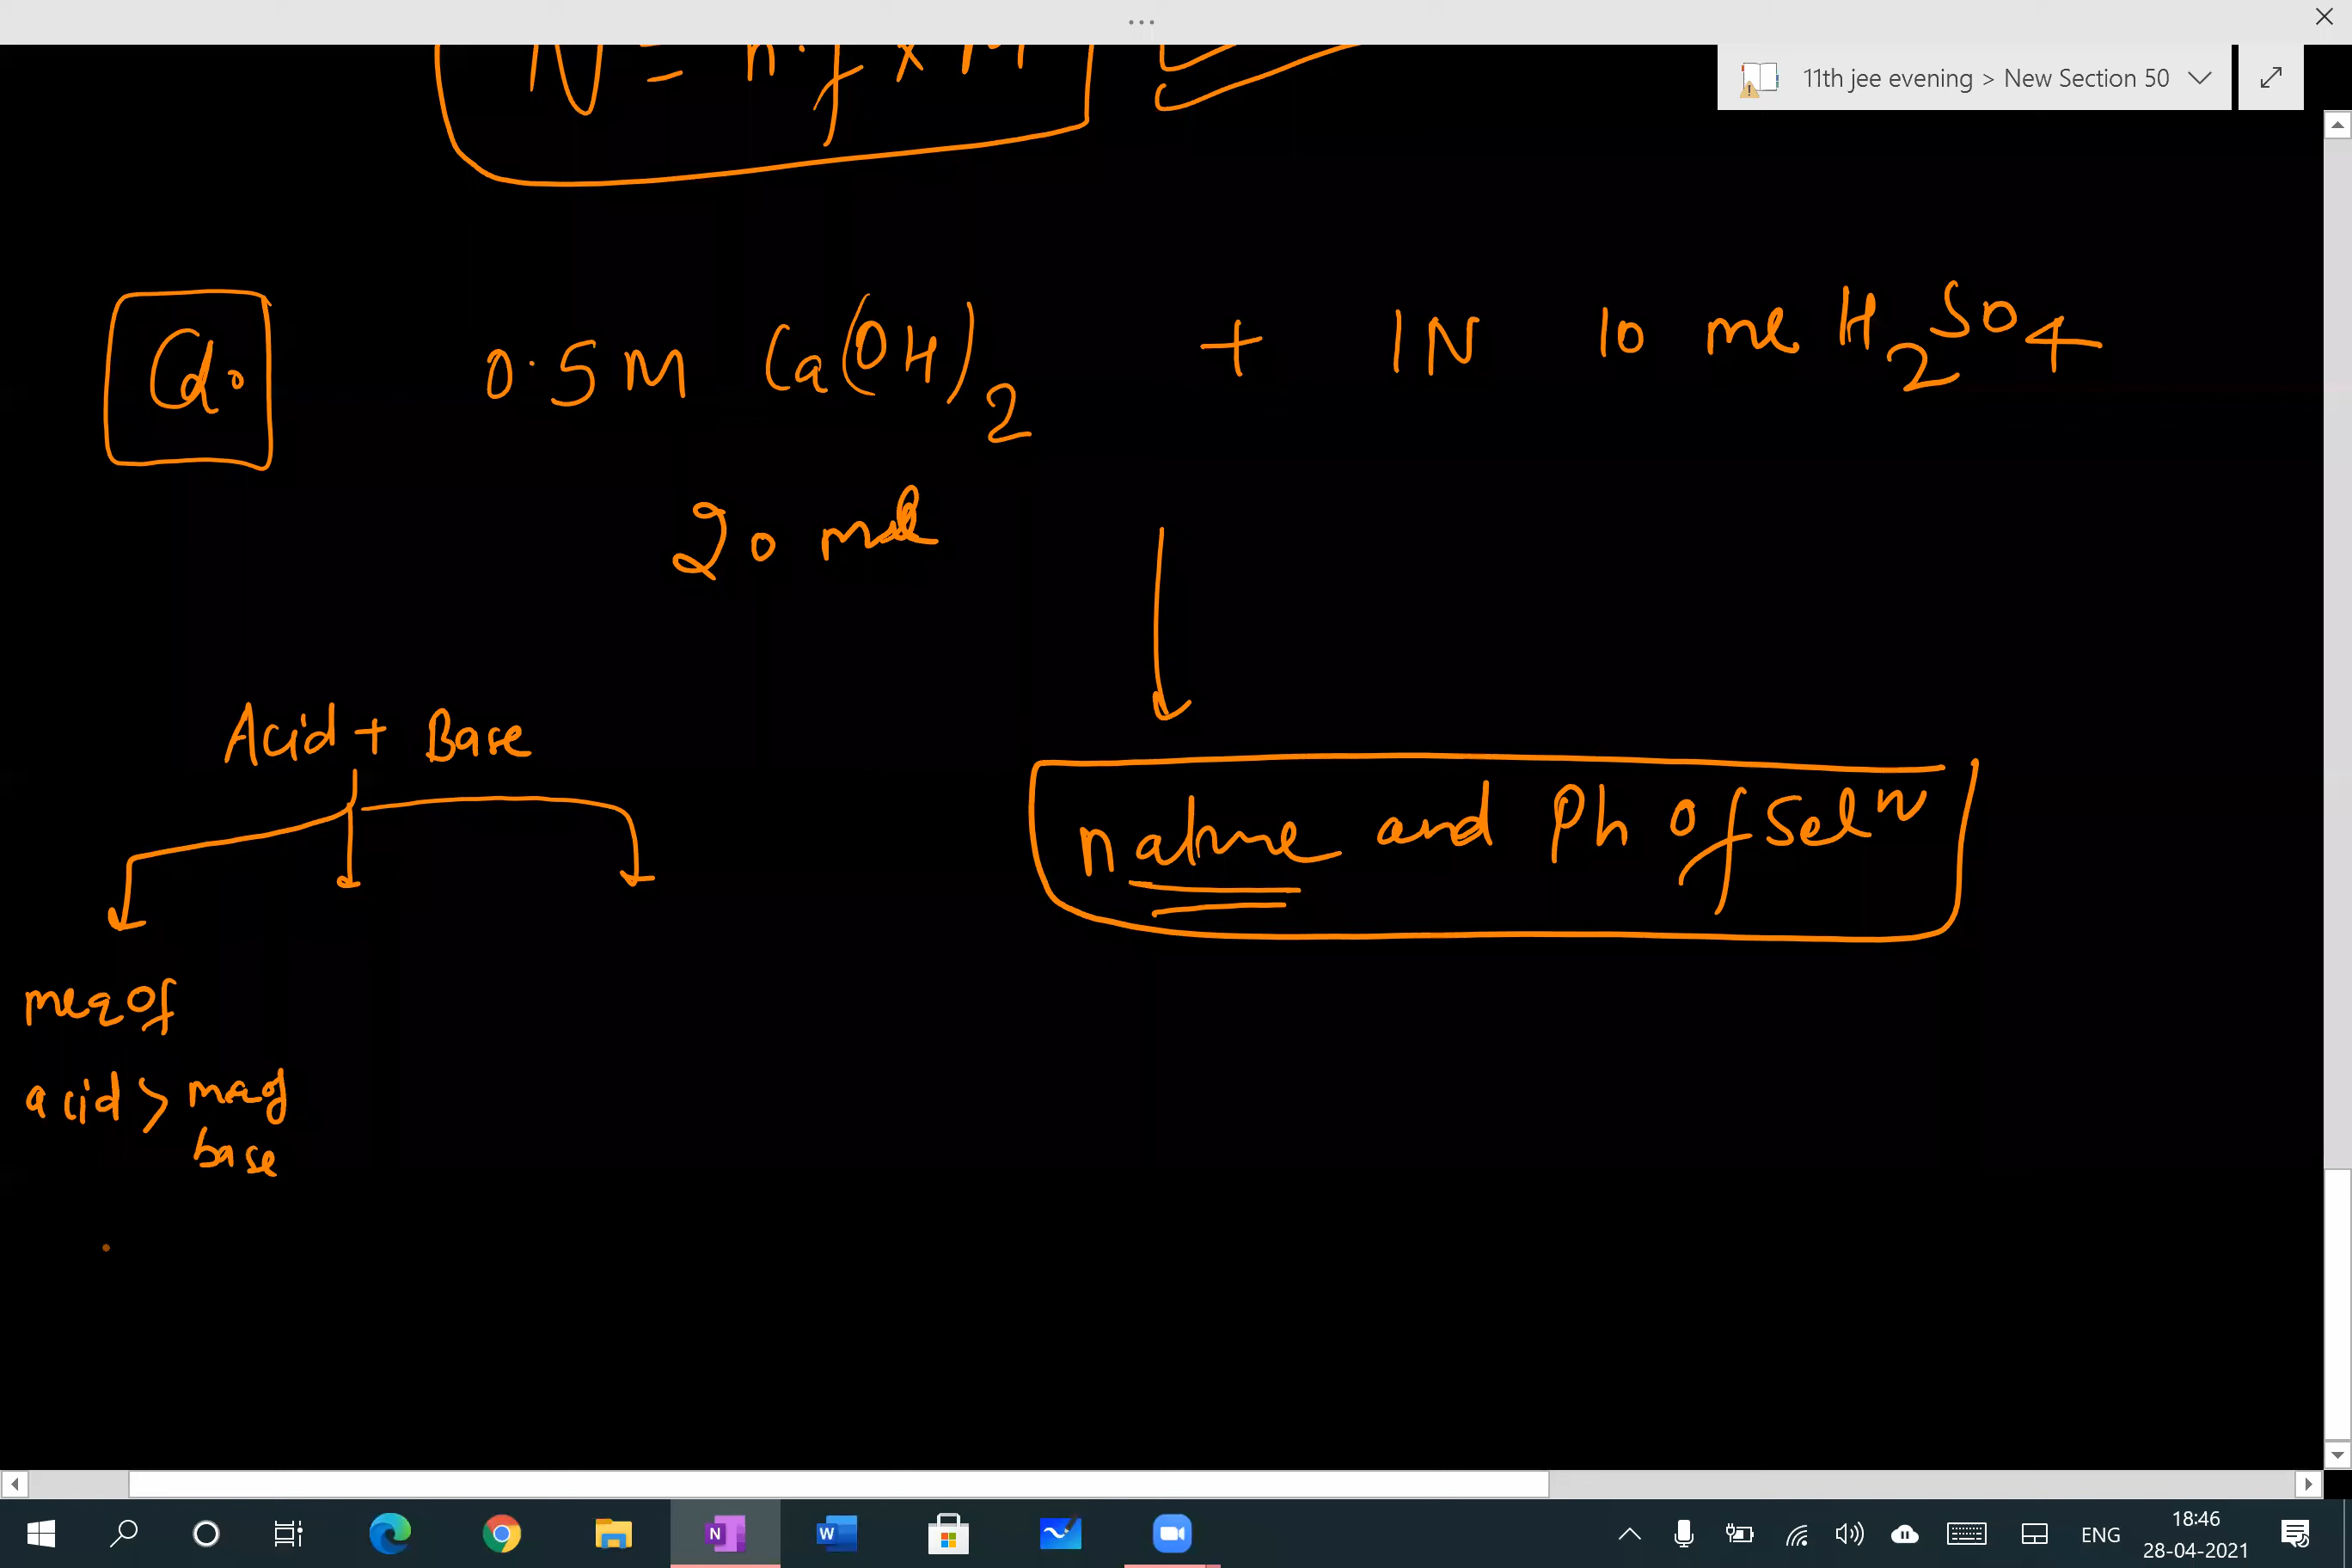 11th jee evening > New Section 50
N = n.f x M
Q.
0.5 M Ca(OH)2 + 1N 10 ml H2SO4
20 ml
Acid + Base
nature and Ph of Solⁿ
meq of
acid > meq of
base
ENG
18:46
28-04-2021